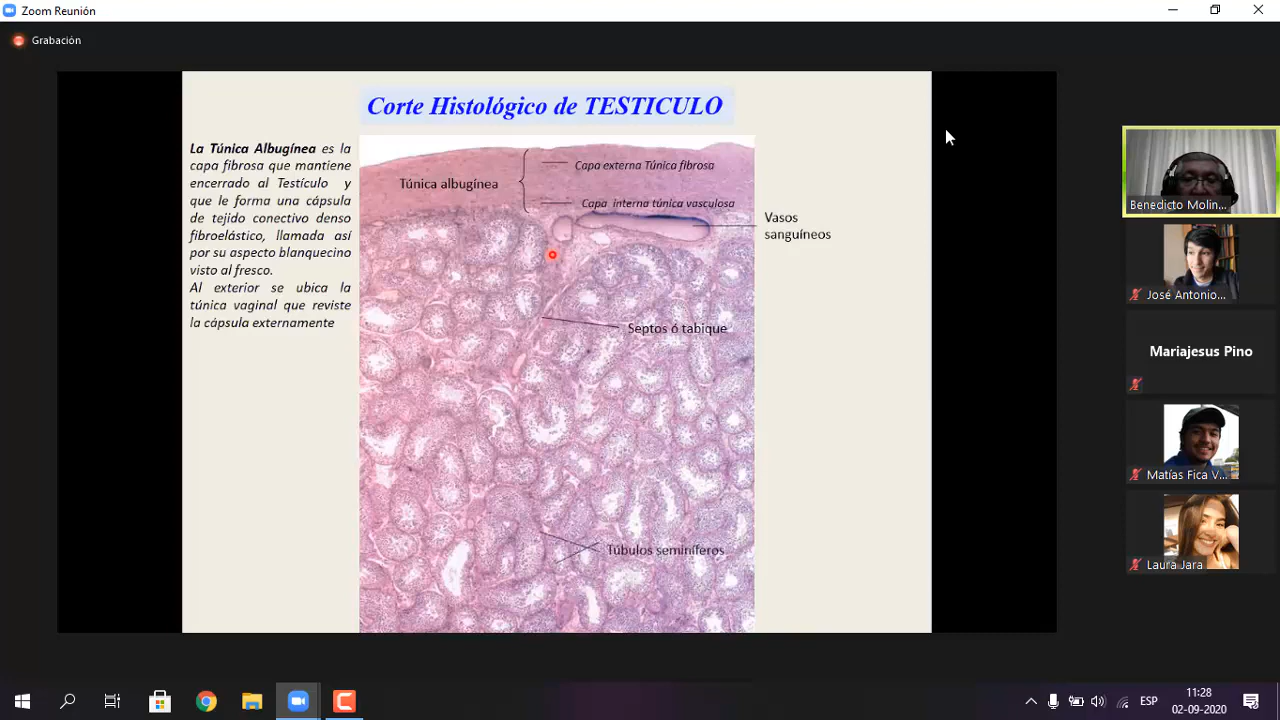 Zoom Reunión
Grabación
Corte Histológico de TESTICULO
La Túnica Albugínea es la
capa fibrosa que mantiene
encerrado al Testículo y
que le forma una cápsula
de tejido conectivo denso
fibroelástico, llamada así
por su aspecto blanquecino
visto al fresco.
Al exterior se ubica la
túnica vaginal que reviste
la cápsula externamente
Capa externa Túnica fibrosa
Túnica albugínea
Capa interna túnica vasculosa
Vasos
sanguíneos
Septos ó tabique
Túbulos seminíferos
Benedicto Molin...
José Antonio...
Mariajesus Pino
Matías Fica V...
Laura Jara
ESP
11:28
02-09-2020